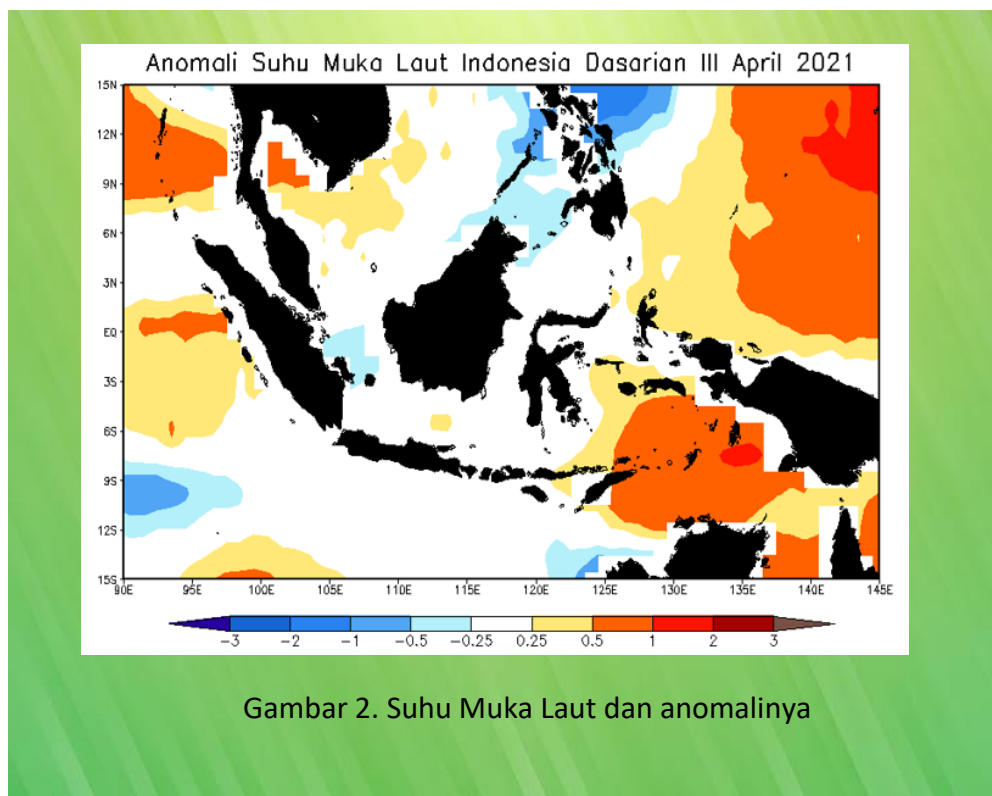 Anomali Suhu Muka Laut Indonesia Dasarian III April 2021
15N
12N
9N
6N
3N
EQ
3S
6S
9S
12S
15S
90E 95E 100E 105E 110E 115E 120E 125E 130E 135E 140E 145E
-3 -2 -1 -0.5 -0.25 0.25 0.5 1 2 3
Gambar 2. Suhu Muka Laut dan anomalinya